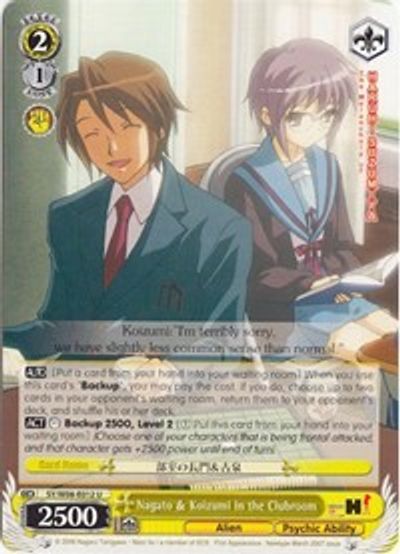 2
1
The Melancholy of
HARUHI SUZUMIYA
Koizumi: "I'm terribly sorry,
we have slightly less common sense than normal."
AUTO [Put a card from your hand into your waiting room] When you
use this card's "Backup", you may pay the cost. If you do, choose up to two
cards in your opponent's waiting room, return them to your opponent's
deck, and shuffle his or her deck.
ACT Backup 2500, Level 2 [① Put this card from your hand into your
waiting room] (Choose one of your characters that is being frontal attacked,
and that character gets +2500 power until end of turn)
Card Name 部室の長門&古泉
SY/W08-E012 U
Nagato & Koizumi In the Clubroom
2500
Alien
Psychic Ability